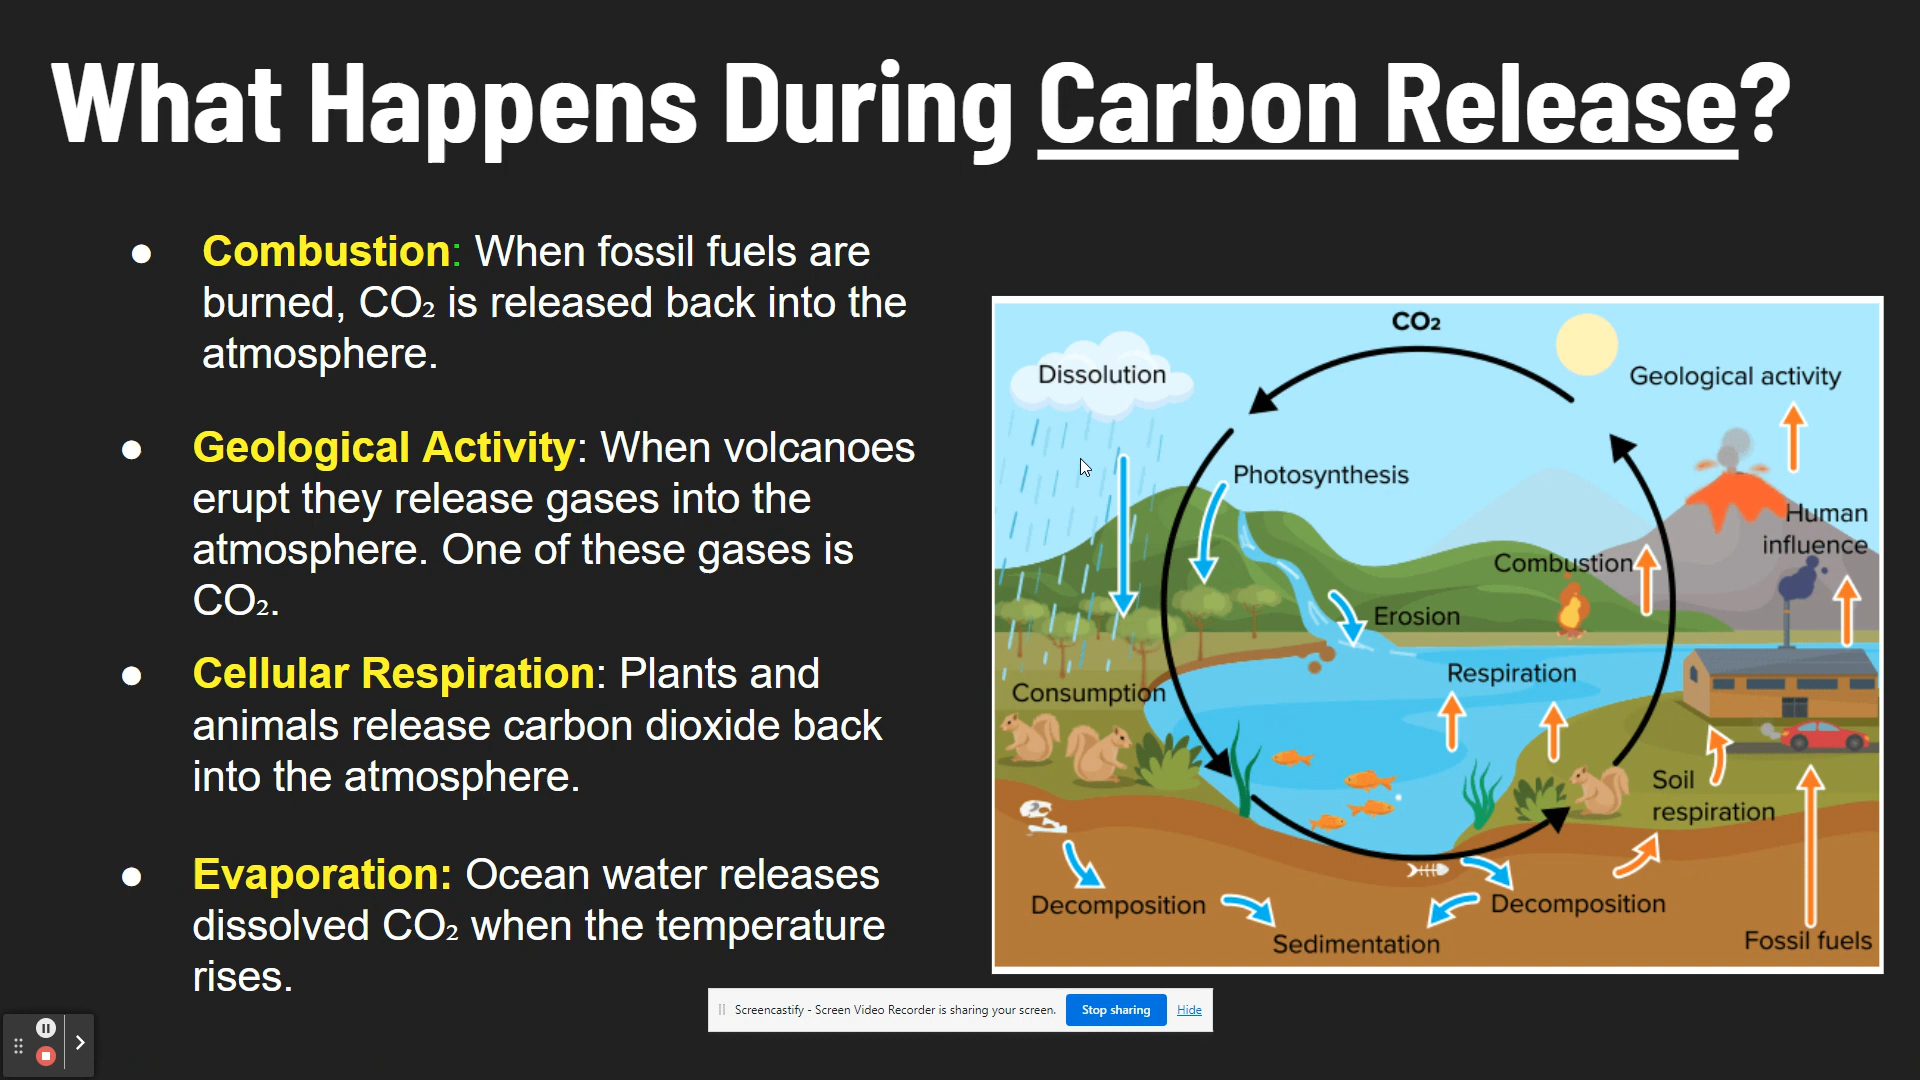 What Happens During Carbon Release?
● Combustion: When fossil fuels are
burned, CO₂ is released back into the
atmosphere.
● Geological Activity: When volcanoes
erupt they release gases into the
atmosphere. One of these gases is
CO₂.
● Cellular Respiration: Plants and
animals release carbon dioxide back
into the atmosphere.
● Evaporation: Ocean water releases
dissolved CO₂ when the temperature
rises.
CO₂
Dissolution
Geological activity
Photosynthesis
Human
influence
Combustion
Erosion
Respiration
Consumption
Soil
respiration
Decomposition
Decomposition
Sedimentation
Fossil fuels
Screencastify - Screen Video Recorder is sharing your screen.
Stop sharing
Hide